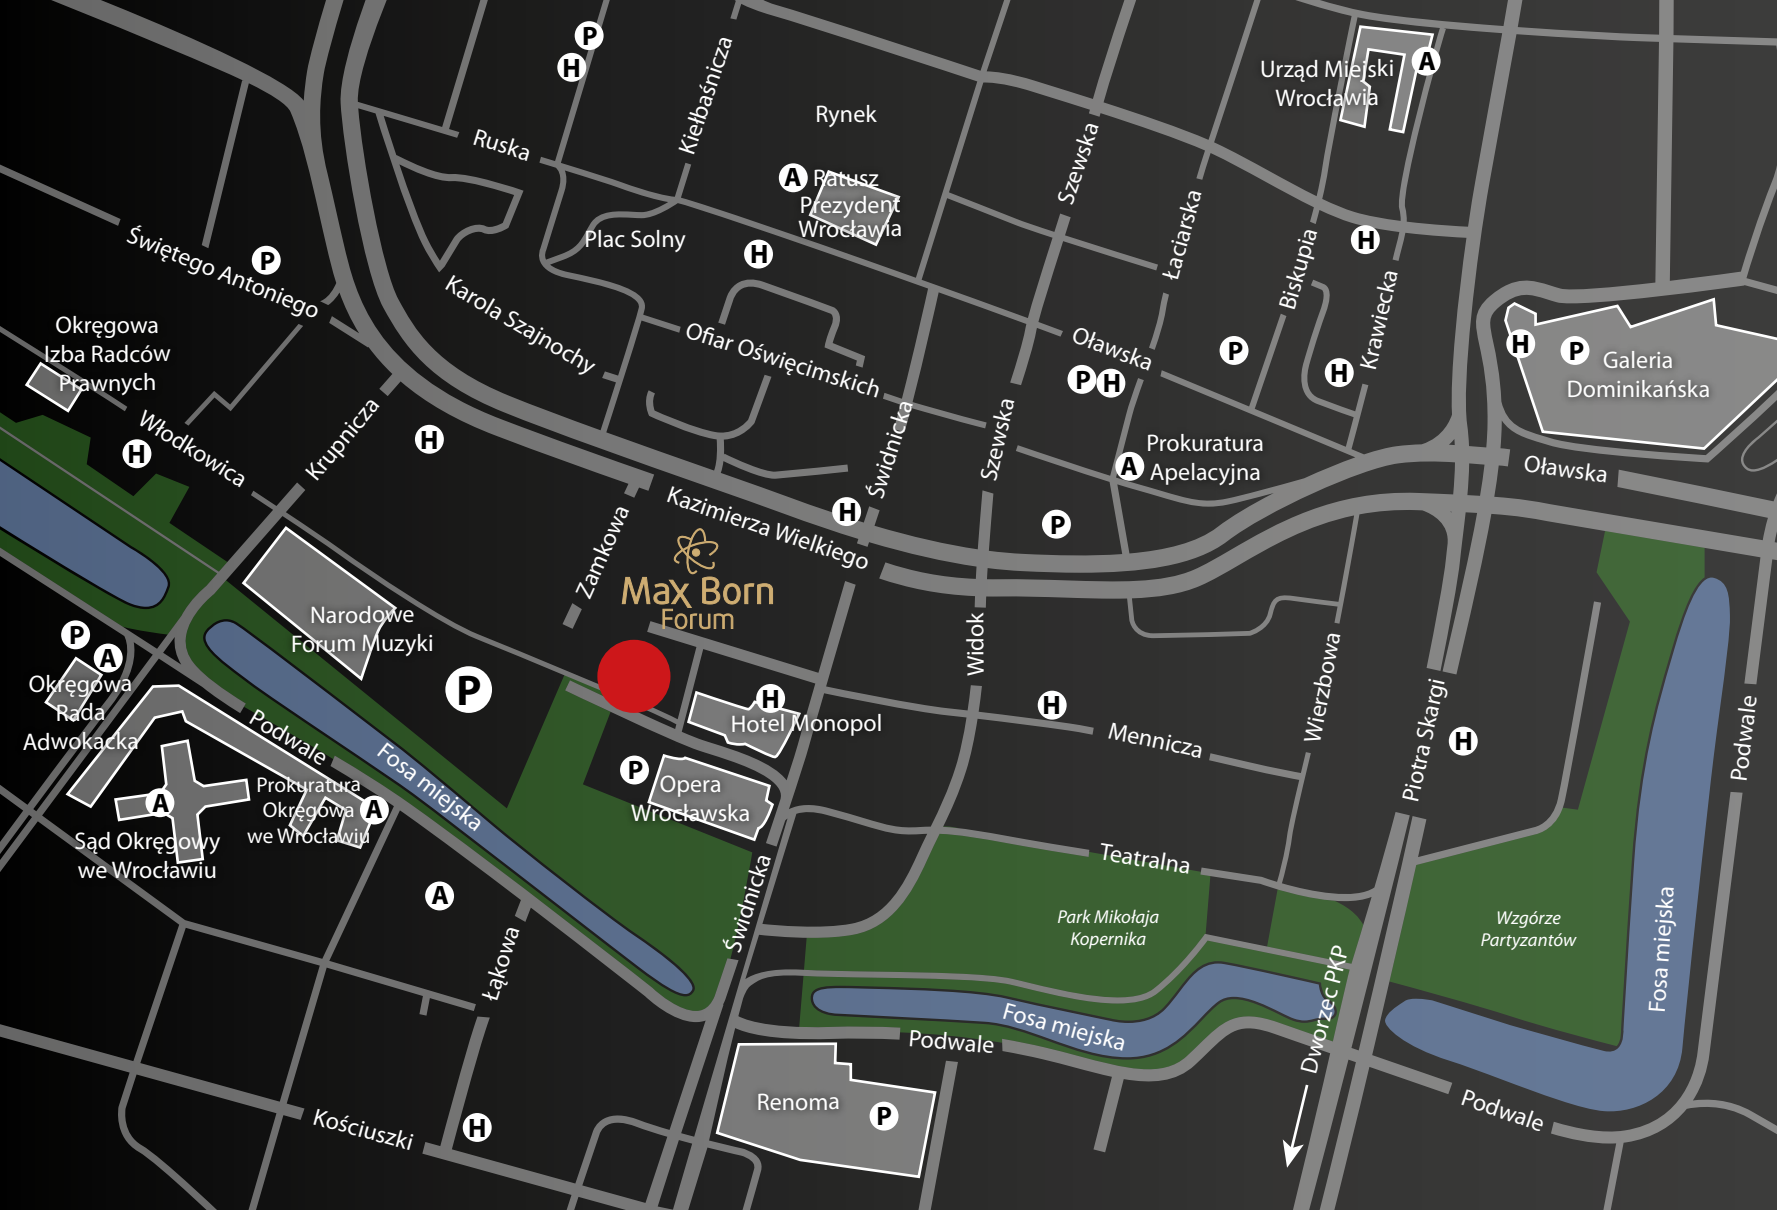 P
H
Kiełbaśnicza
Rynek
Ruska
A
Ratusz
Prezydent
Wrocławia
Plac Solny
H
Szewska
Łaciarska
Urząd Miejski
Wrocławia
A
Biskupia
H
Krawiecka
Świętego Antoniego
P
Karola Szajnochy
Ofiar Oświęcimskich
Oławska
P
H
P
H
H
P
Galeria
Dominikańska
Okręgowa
Izba Radców
Prawnych
H
Włodkowica
Krupnicza
H
Świdnicka
H
Szewska
A
Prokuratura
Apelacyjna
P
Oławska
Kazimierza Wielkiego
Zamkowa
Max Born
Forum
Narodowe
Forum Muzyki
P
Widok
H
Mennicza
Wierzbowa
Piotra Skargi
H
Podwale
P
A
Okręgowa
Rada
Adwokacka
Podwale
Fosa miejska
H
Hotel Monopol
P
Opera
Wrocławska
A
Sąd Okręgowy
we Wrocławiu
Prokuratura
Okręgowa
we Wrocławiu
A
A
Łąkowa
Świdnicka
Teatralna
Park Mikołaja
Kopernika
Wzgórze
Partyzantów
Fosa miejska
Dworzec PKP
Fosa miejska
Podwale
Podwale
Renoma
P
Kościuszki
H